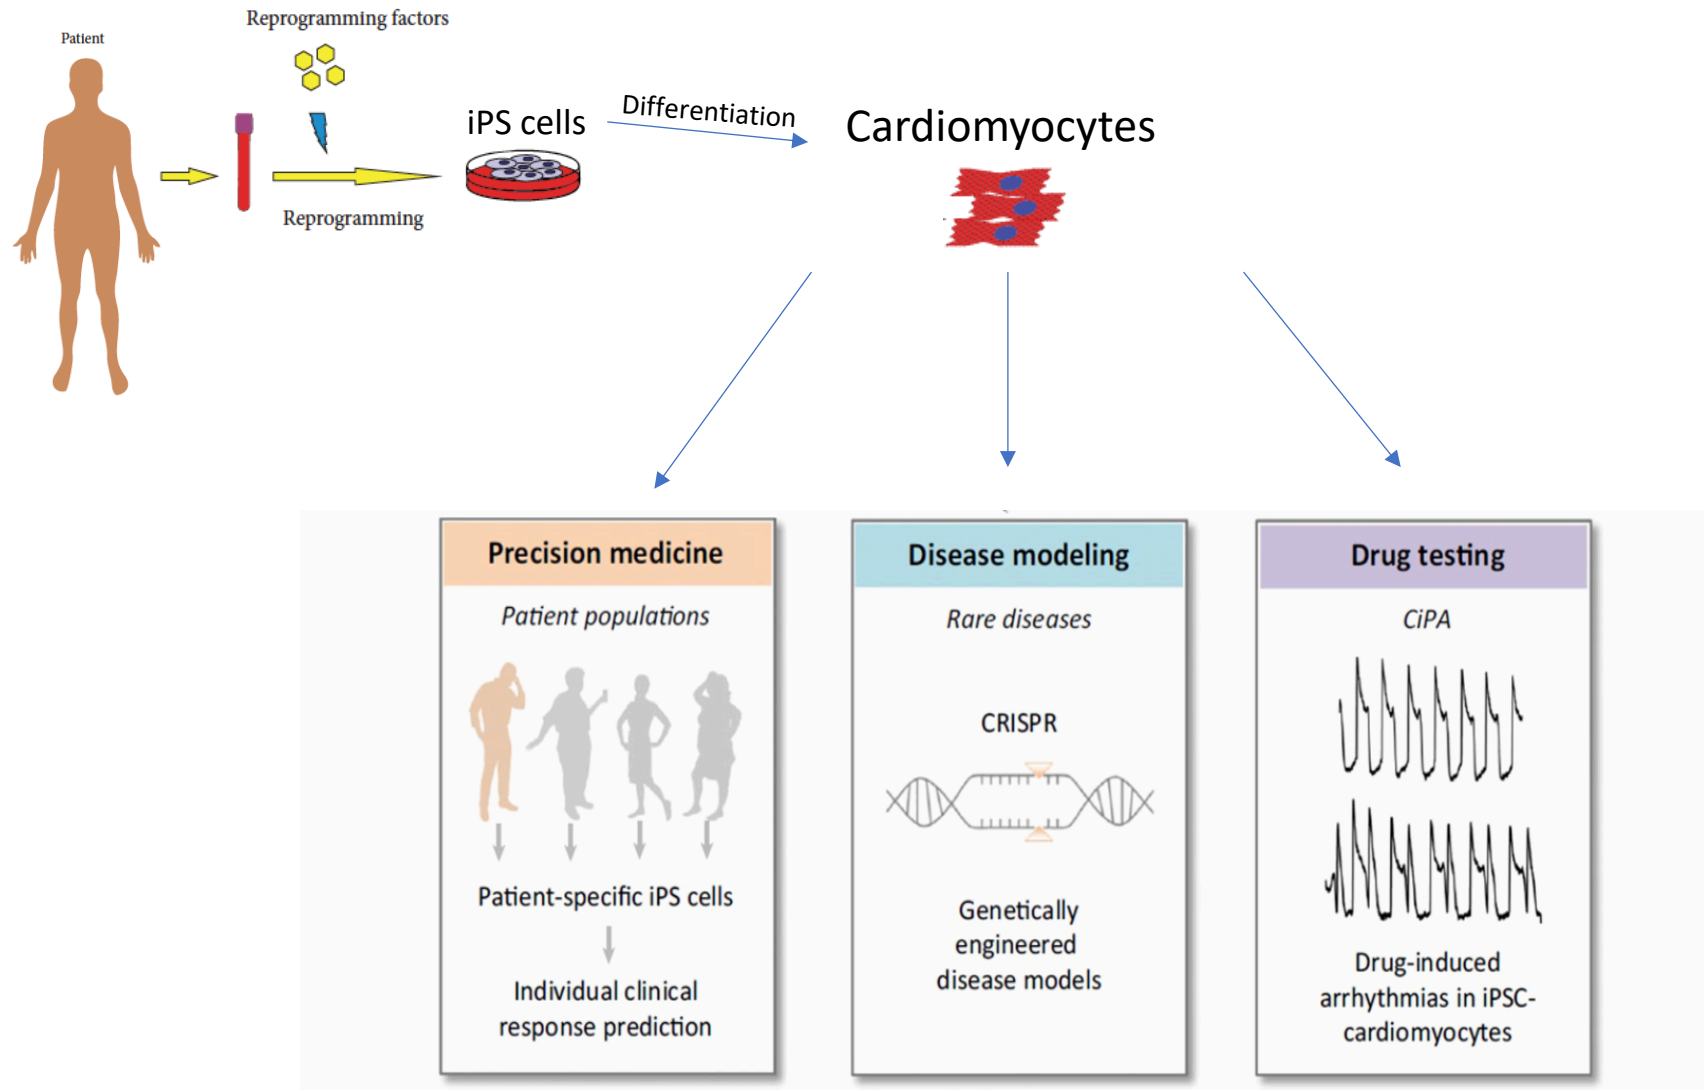 Reprogramming factors
Patient
iPS cells
Differentiation
Cardiomyocytes
Reprogramming
Precision medicine
Patient populations
Patient-specific iPS cells
Individual clinical
response prediction
Disease modeling
Rare diseases
CRISPR
Genetically
engineered
disease models
Drug testing
CiPA
Drug-induced
arrhythmias in iPSC-
cardiomyocytes